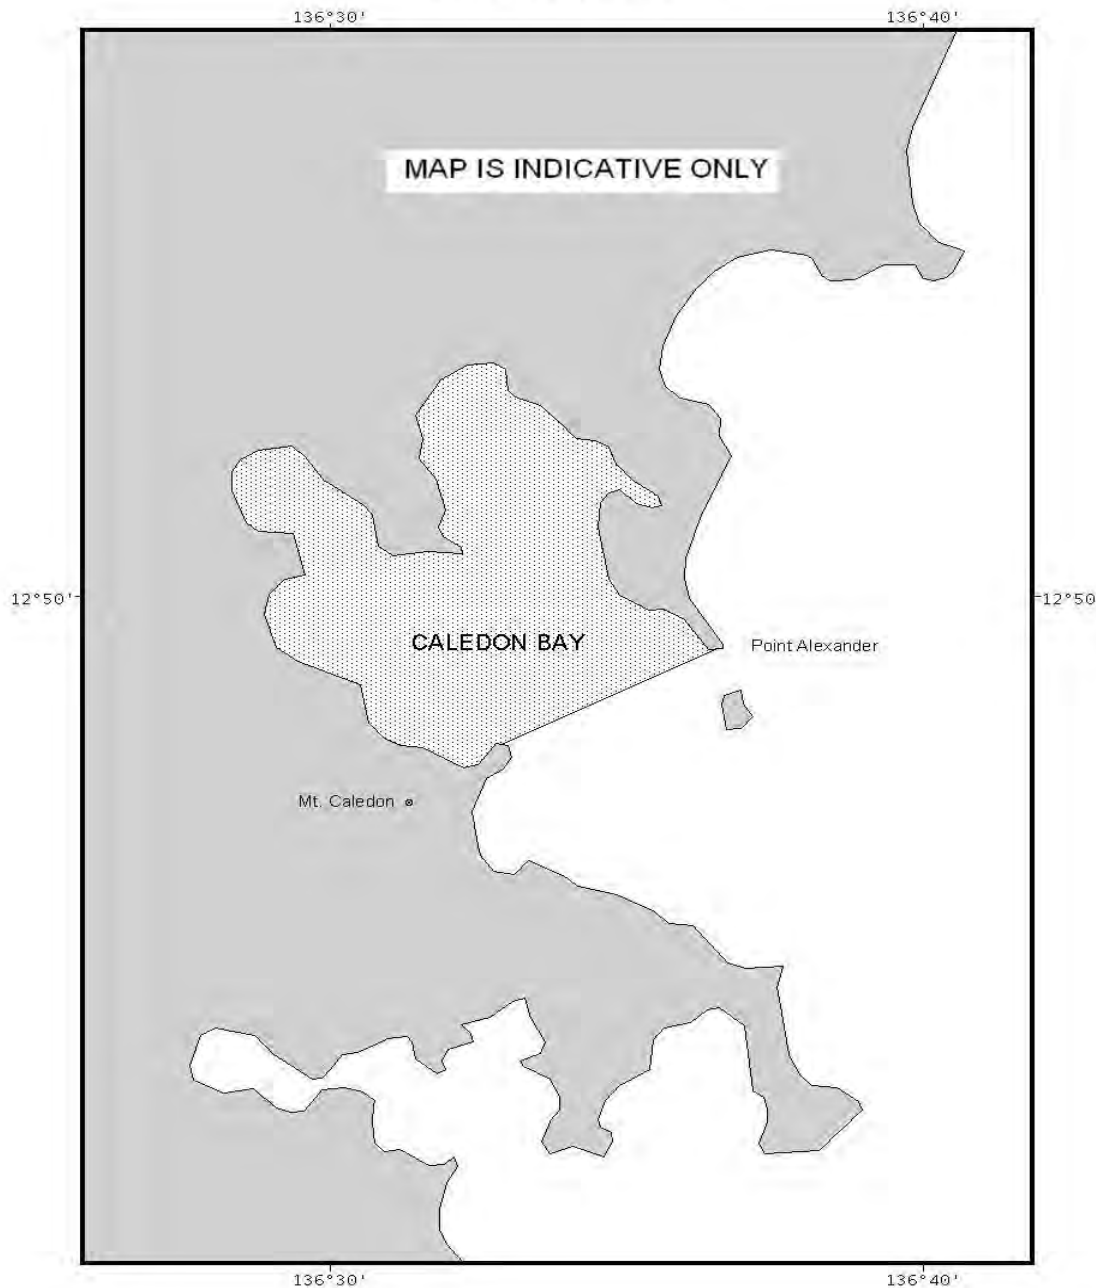 136°30' 136°40'
MAP IS INDICATIVE ONLY
12°50' 12°50
CALEDON BAY
Point Alexander
Mt. Caledon
136°30' 136°40'